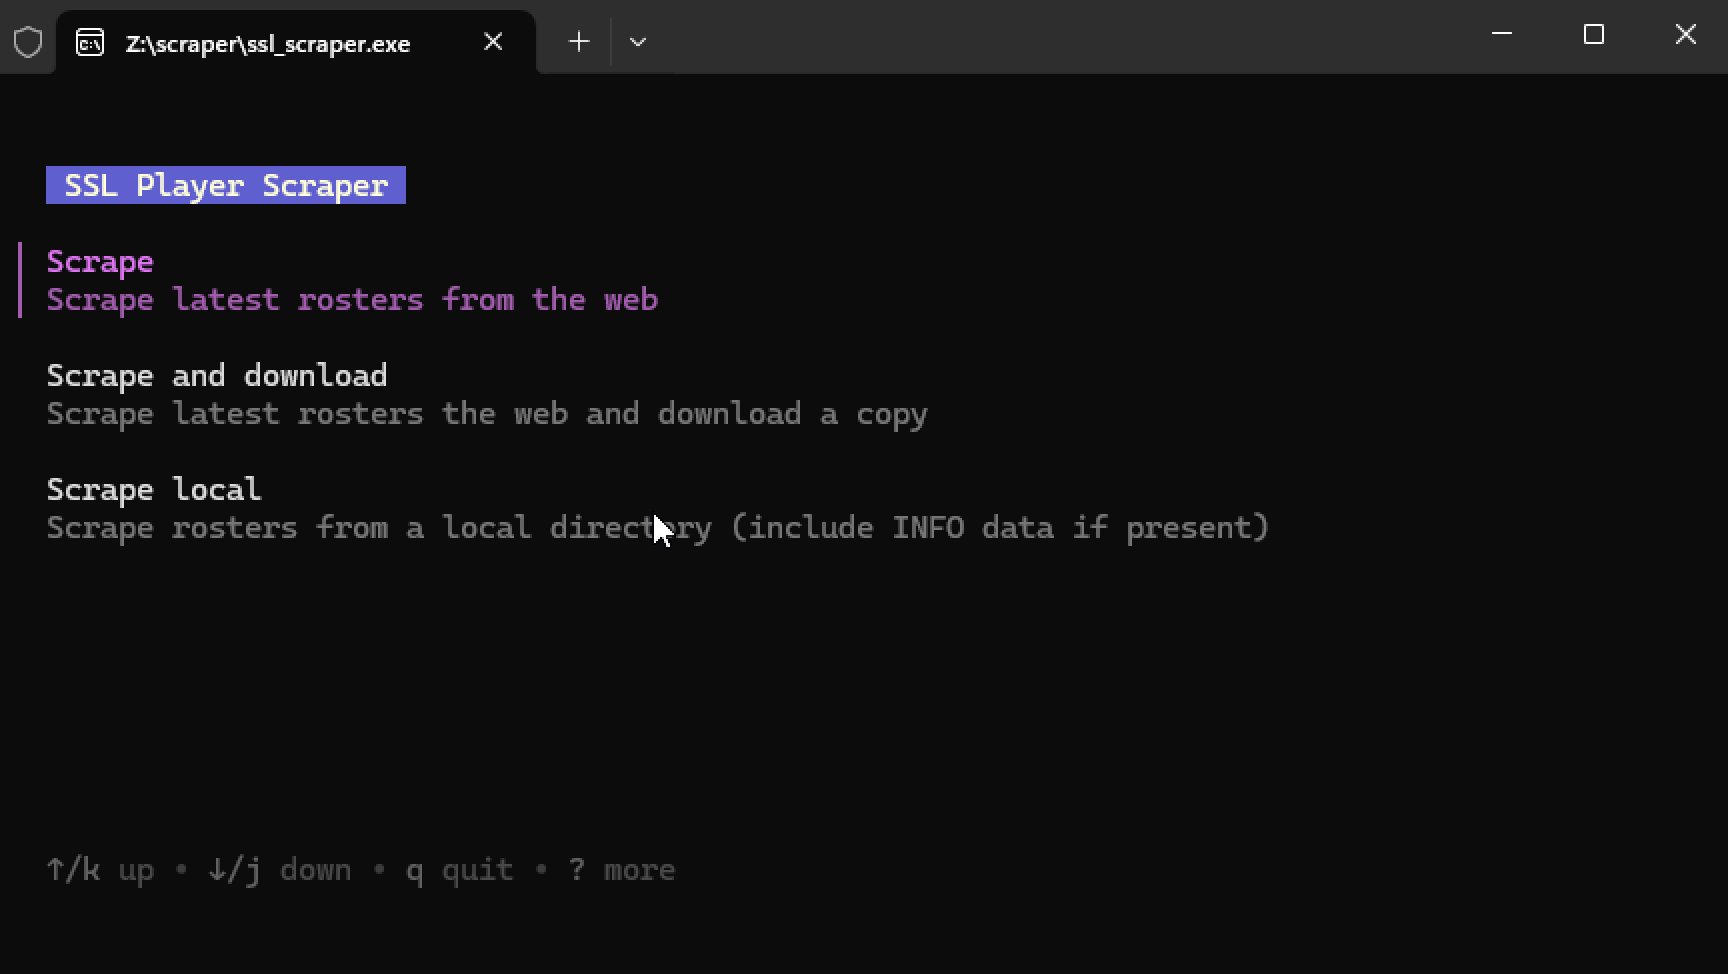 Z:\scraper\ssl_scraper.exe
SSL Player Scraper
Scrape
Scrape latest rosters from the web
Scrape and download
Scrape latest rosters the web and download a copy
Scrape local
Scrape rosters from a local directory (include INFO data if present)
↑/k up • ↓/j down • q quit • ? more